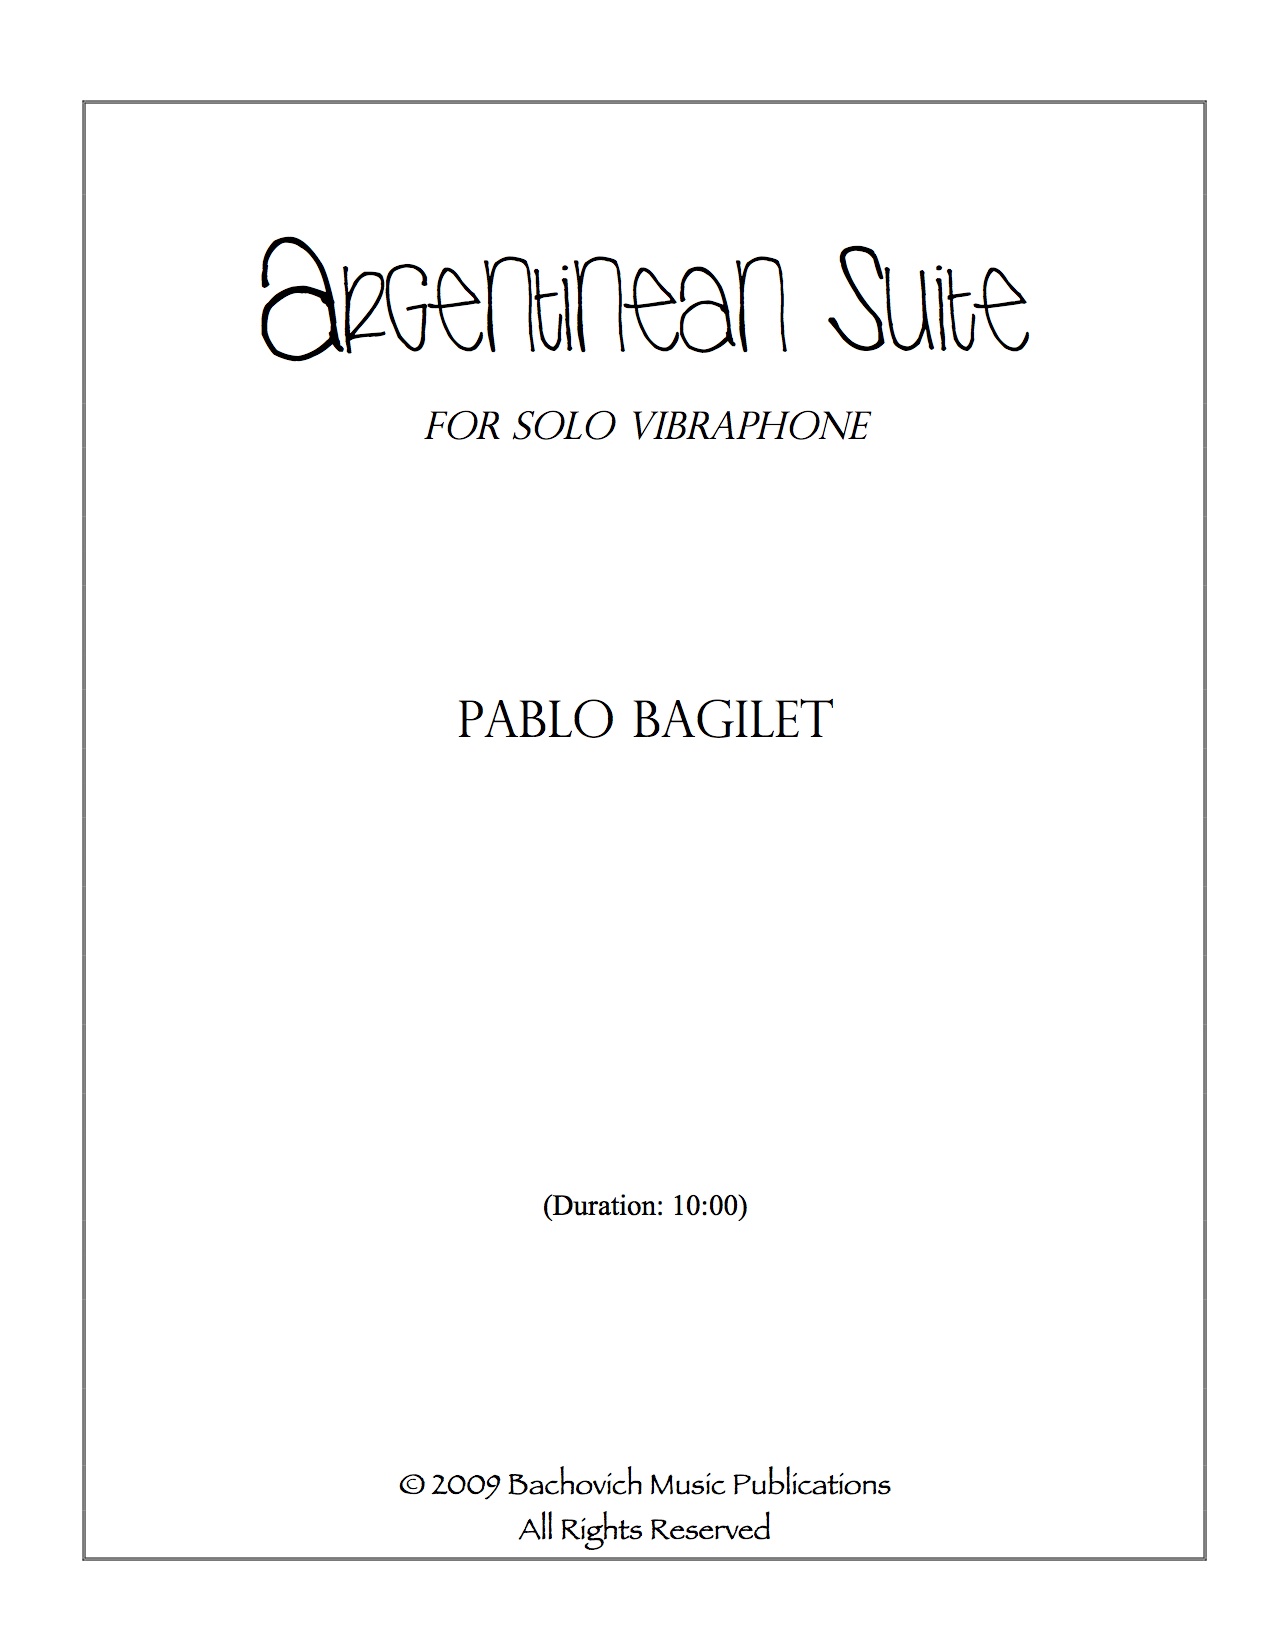 Argentinean Suite
FOR SOLO VIBRAPHONE
PABLO BAGILET
(Duration: 10:00)
© 2009 Bachovich Music Publications
All Rights Reserved